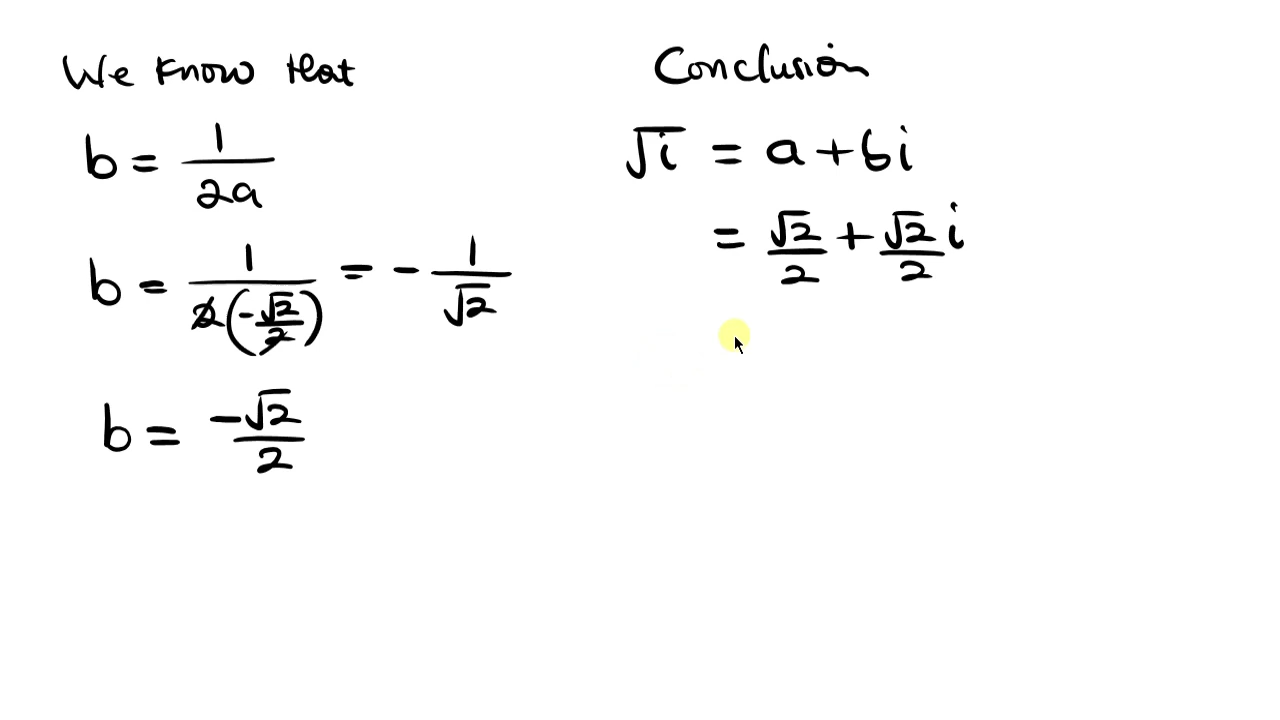 We know that
b = 1/2a
b = 1/2(-√2/2) = - 1/√2
b = -√2/2
Conclusion
√i = a + bi
= √2/2 + √2/2 i